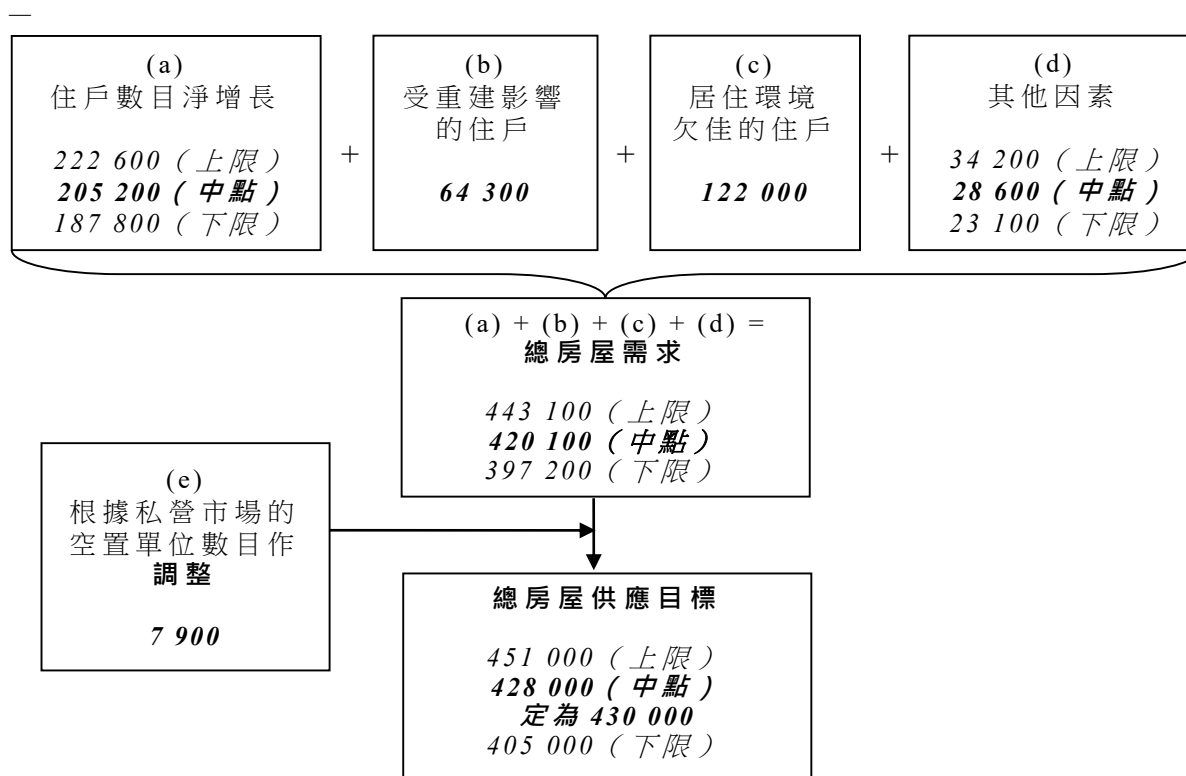 —
(a)
住戶數目淨增長
222 600（上限）
205 200（中點）
187 800（下限）
+
(b)
受重建影響
的住戶
64 300
+
(c)
居住環境
欠佳的住戶
122 000
+
(d)
其他因素
34 200（上限）
28 600（中點）
23 100（下限）
(a) + (b) + (c) + (d) =
總房屋需求
443 100（上限）
420 100（中點）
397 200（下限）
(e)
根據私營市場的
空置單位數目作
調整
7 900
總房屋供應目標
451 000（上限）
428 000（中點）
定為 430 000
405 000（下限）